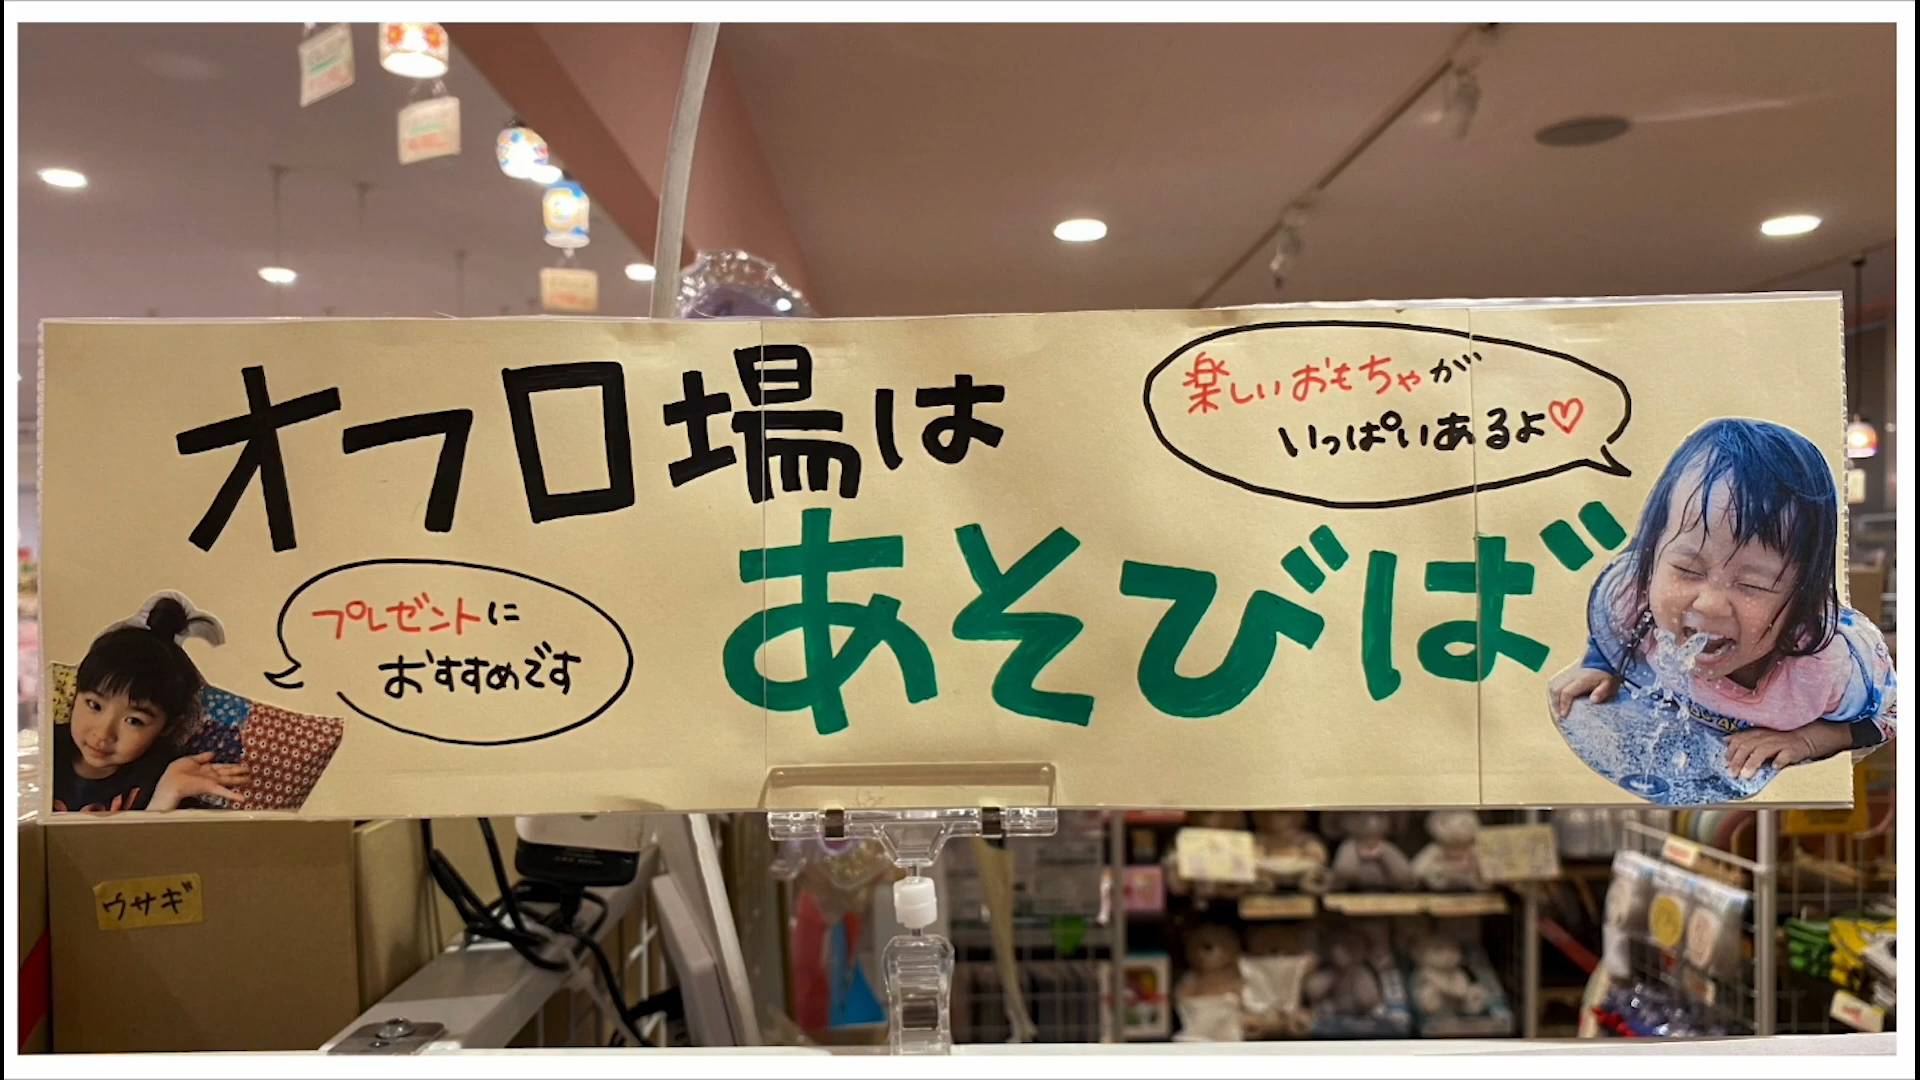 オフロ場は
あそびば
楽しいおもちゃが
いっぱいあるよ♡
プレゼントに
おすすめです
ウサギ